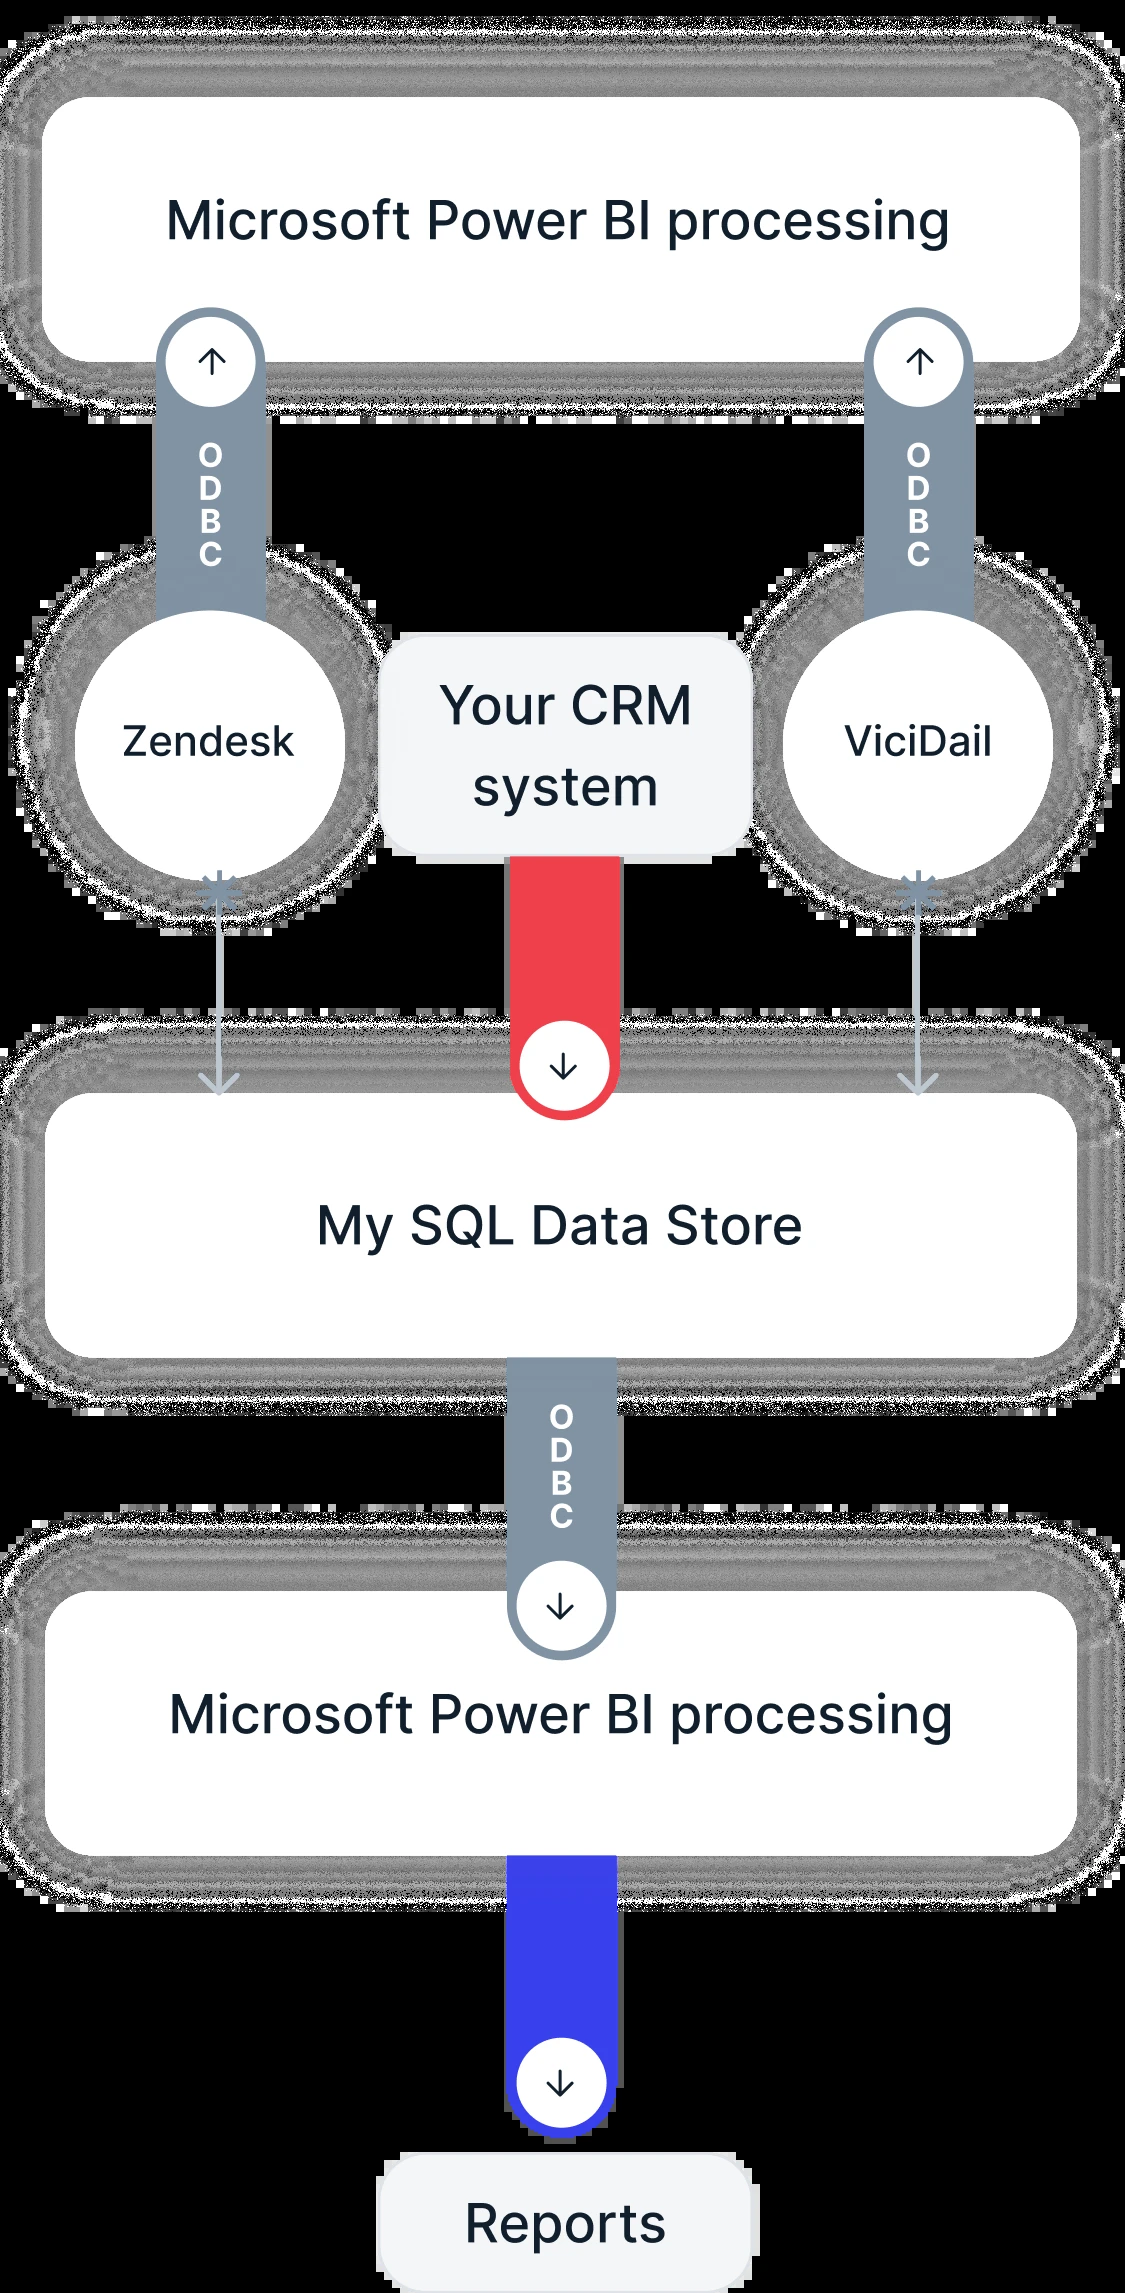 Microsoft Power BI processing
ODBC
ODBC
Zendesk
Your CRM
system
ViciDail
My SQL Data Store
ODBC
Microsoft Power BI processing
Reports